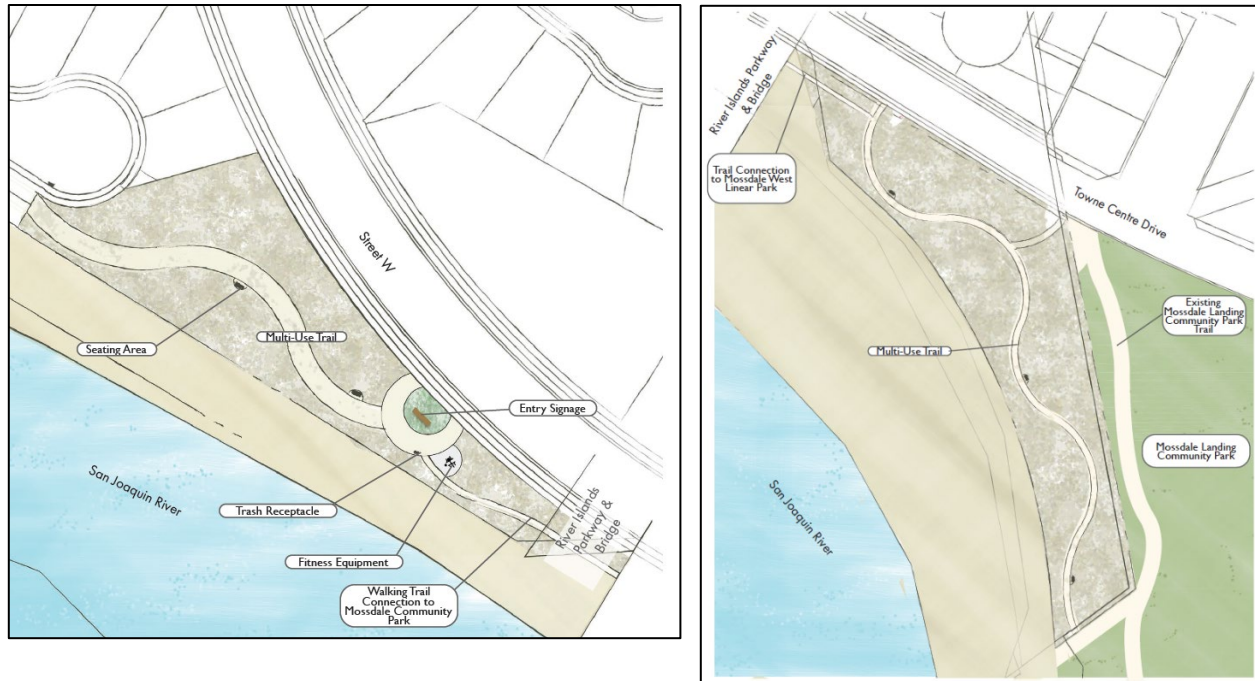 Street W
Seating Area
Multi-Use Trail
Entry Signage
San Joaquin River
Trash Receptacle
Fitness Equipment
River Islands
Parkway &
Bridge
Walking Trail
Connection to
Mossdale Community
Park
River Islands Parkway
& Bridge
Trail Connection
to Mossdale West
Linear Park
Towne Centre Drive
Existing
Mossdale Landing
Community Park
Trail
Multi-Use Trail
Mossdale Landing
Community Park
San Joaquin River